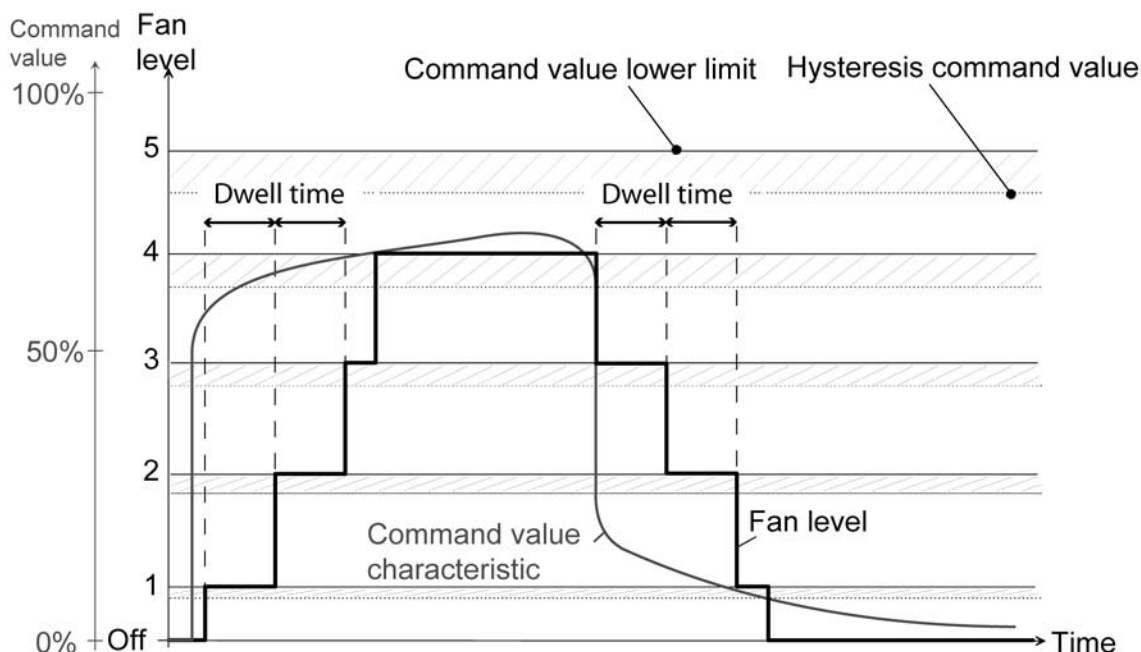 Command
value
Fan
level
100%
Command value lower limit
Hysteresis command value
5
Dwell time
Dwell time
4
50%
3
2
Command value
characteristic
Fan level
1
0%
Off
Time